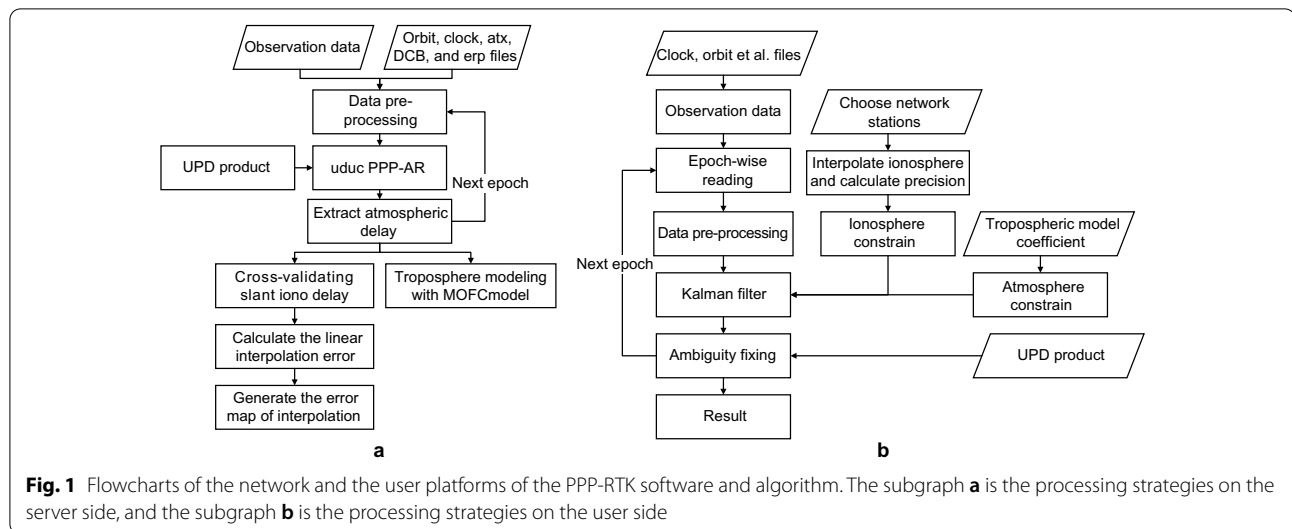 Observation data
Orbit, clock, atx,
DCB, and erp files
Data pre-
processing
UPD product
uduc PPP-AR
Next epoch
Extract atmospheric
delay
Cross-validating
slant iono delay
Troposphere modeling
with MOFCmodel
Calculate the linear
interpolation error
Generate the error
map of interpolation
a
Clock, orbit et al. files
Observation data
Choose network
stations
Epoch-wise
reading
Interpolate ionosphere
and calculate precision
Data pre-processing
Ionosphere
constrain
Tropospheric model
coefficient
Next epoch
Kalman filter
Atmosphere
constrain
Ambiguity fixing
UPD product
Result
b
Fig. 1 Flowcharts of the network and the user platforms of the PPP-RTK software and algorithm. The subgraph a is the processing strategies on the
server side, and the subgraph b is the processing strategies on the user side